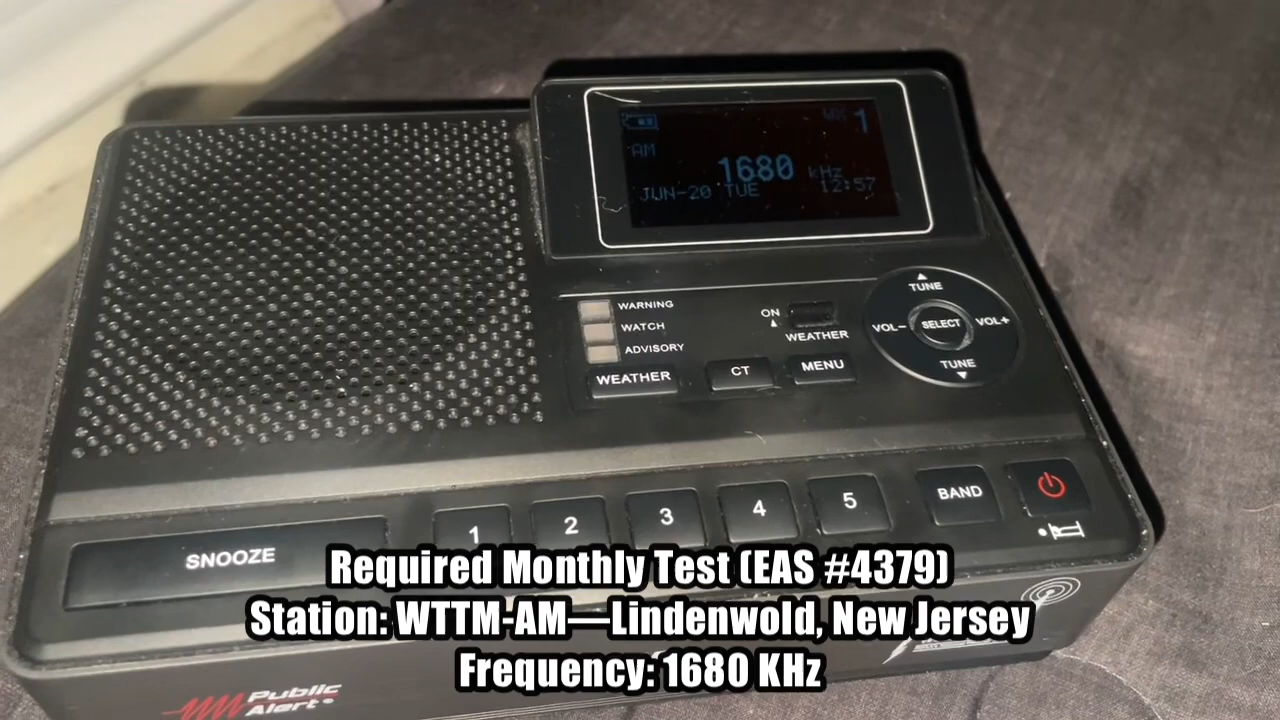 1
AM
1680 kHz
JUN-20 TUE 12:57
WARNING
WATCH
ADVISORY
ON
WEATHER
TUNE
VOL-
SELECT
VOL+
TUNE
WEATHER
CT
MENU
SNOOZE
1
2
3
4
5
BAND
Required Monthly Test (EAS #4379)
Station: WTTM-AM—Lindenwold, New Jersey
Frequency: 1680 KHz
Public
Alert